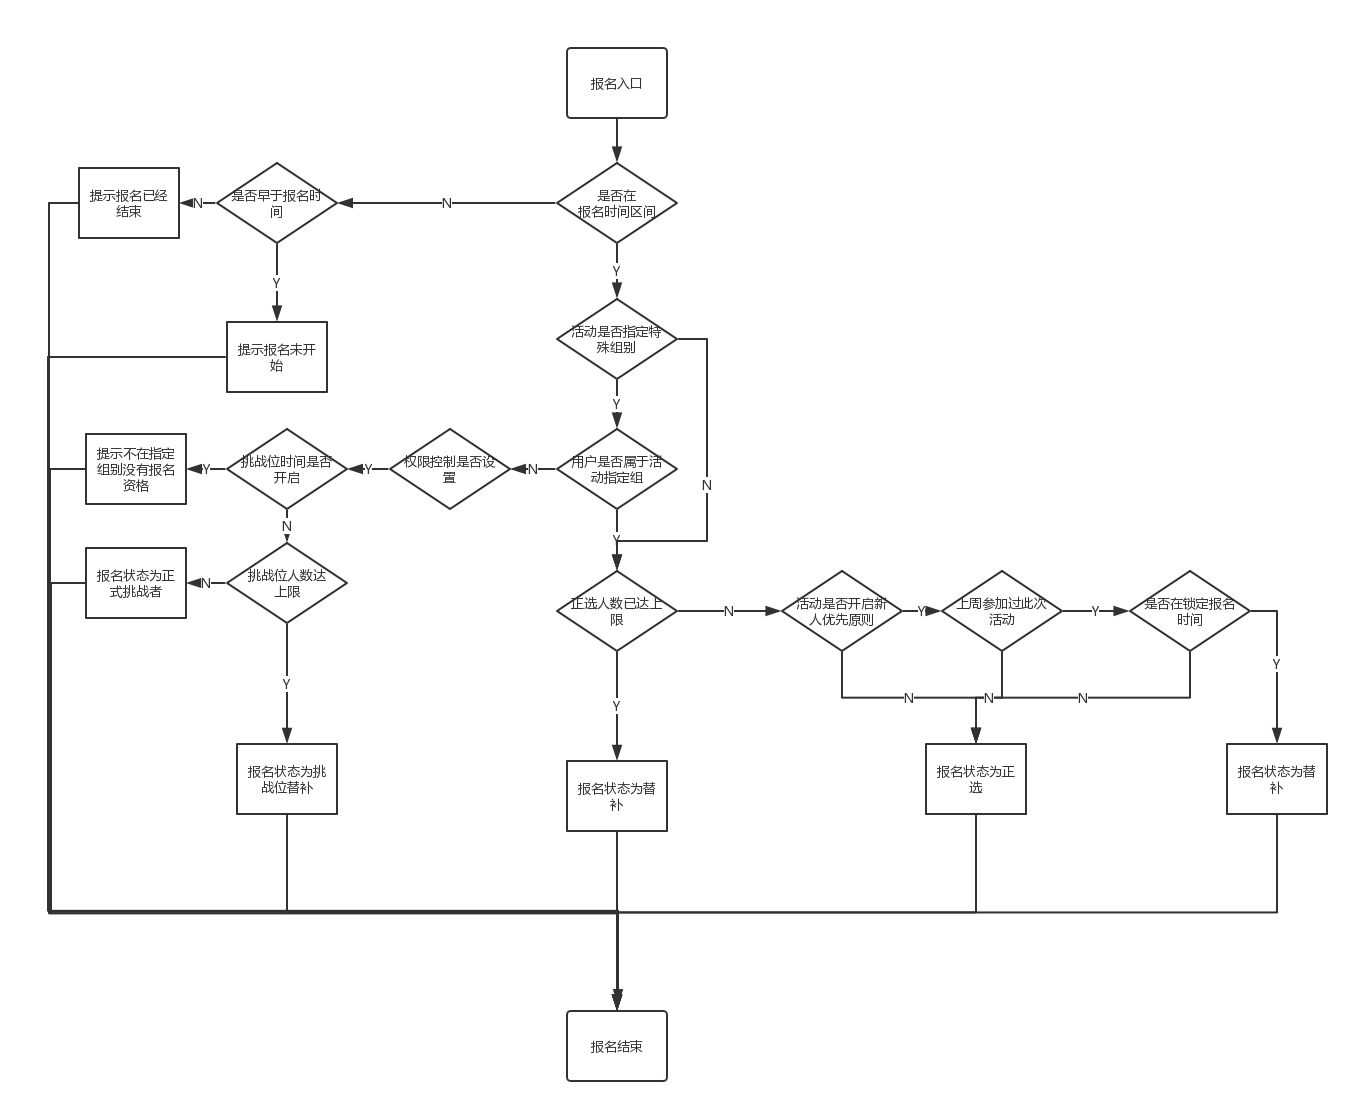 报名入口
是否在
报名时间区间
N
是否早于报名时
间
N
提示报名已经
结束
Y
提示报名未开
始
Y
活动是否指定特
殊组别
Y
N
用户是否属于活
动指定组
N
权限控制是否设
置
Y
挑战位时间是否
开启
Y
提示不在指定
组别没有报名
资格
N
挑战位人数达
上限
N
报名状态为正
式挑战者
Y
报名状态为挑
战位替补
Y
正选人数已达上
限
N
活动是否开启新
人优先原则
Y
上周参加过此次
活动
Y
是否在锁定报名
时间
Y
N
N
N
Y
报名状态为替
补
报名状态为正
选
报名状态为替
补
报名结束